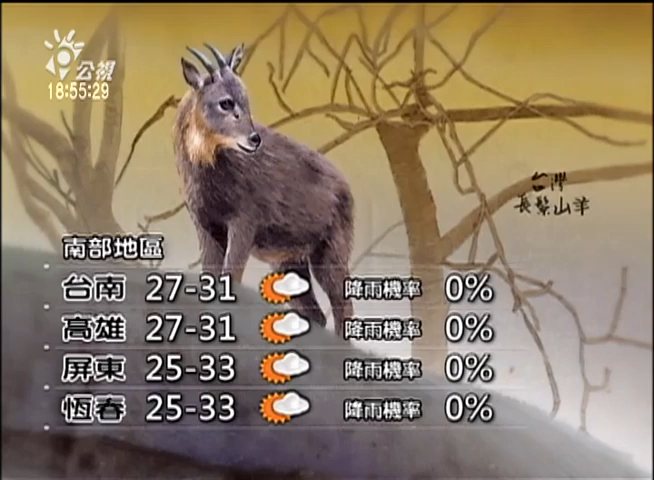 公視
18:55:29
台灣
長鬃山羊
南部地區
台南 27-31 降雨機率 0%
高雄 27-31 降雨機率 0%
屏東 25-33 降雨機率 0%
恆春 25-33 降雨機率 0%